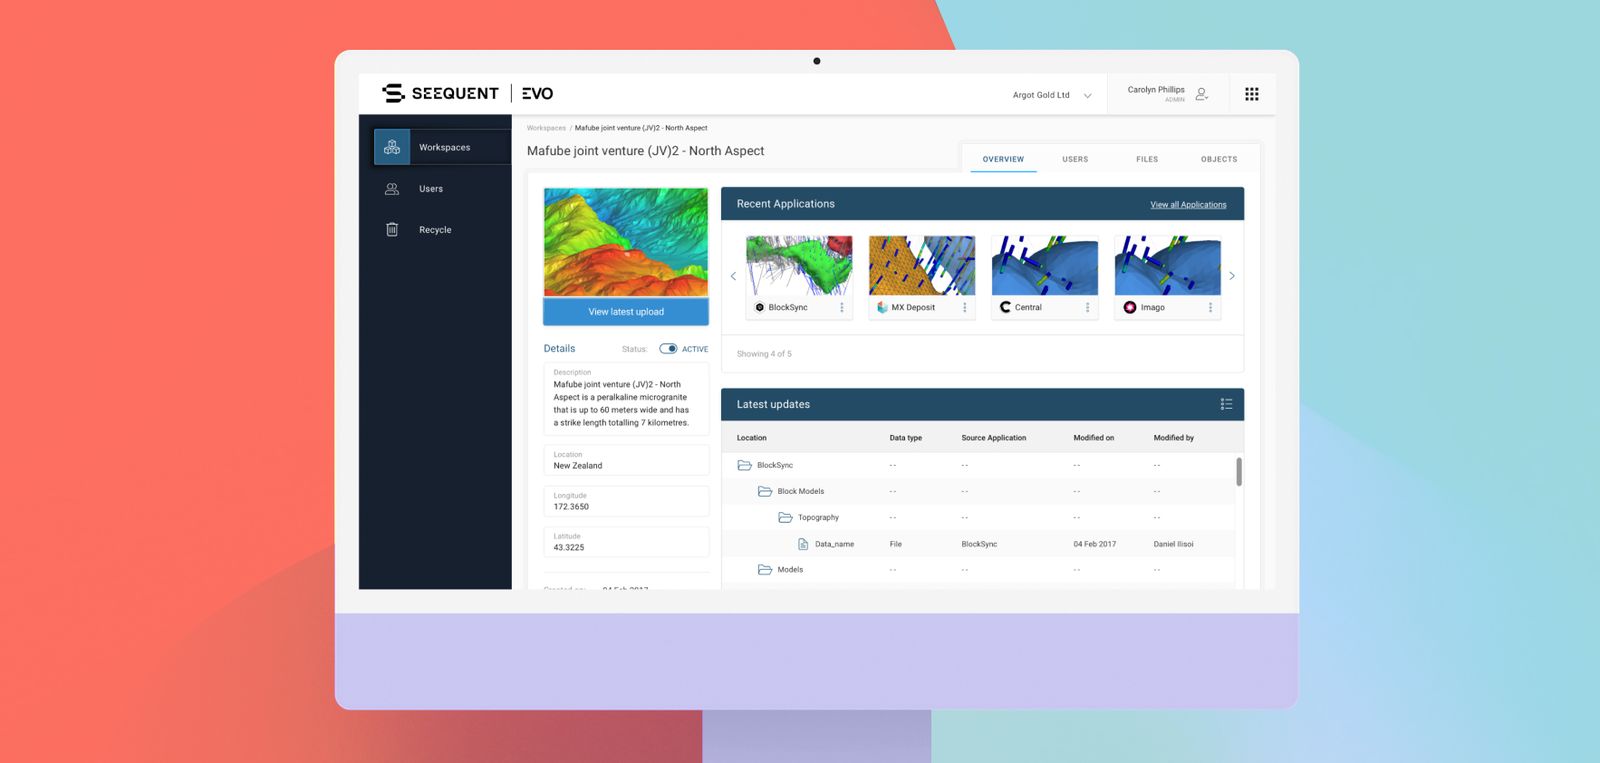 SEEQUENT | EVO
Argot Gold Ltd
Carolyn Phillips
ADMIN
Workspaces
Users
Recycle
Workspaces / Mafube joint venture (JV)2 - North Aspect
Mafube joint venture (JV)2 - North Aspect
OVERVIEW
USERS
FILES
OBJECTS
View latest upload
Details
Status:
ACTIVE
Description
Mafube joint venture (JV)2 - North
Aspect is a peralkaline microgranite
that is up to 60 meters wide and has
a strike length totalling 7 kilometres.
Location
New Zealand
Longitude
172.3650
Latitude
43.3225
Created on: 04 Feb 2017
Recent Applications
View all Applications
BlockSync
MX Deposit
Central
Imago
Showing 4 of 5
Latest updates
Location Data type Source Application Modified on Modified by
BlockSync -- -- -- --
Block Models -- -- -- --
Topography -- -- -- --
Data_name File BlockSync 04 Feb 2017 Daniel Ilisoi
Models -- -- -- --